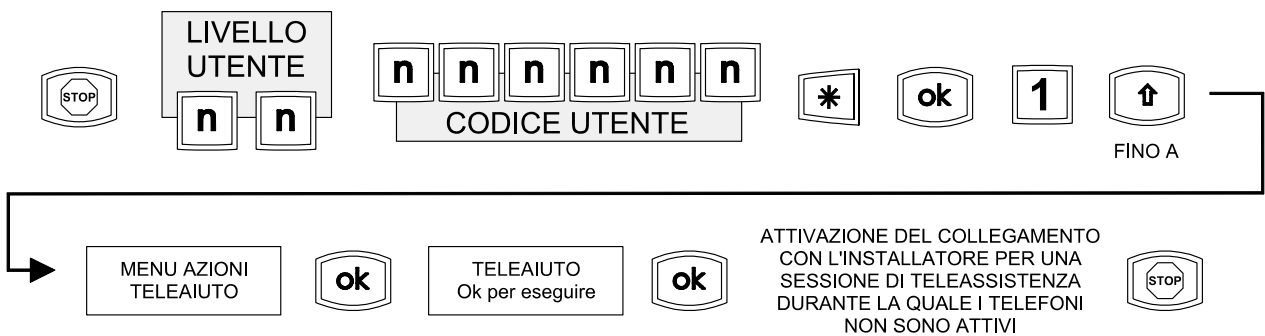 LIVELLO
UTENTE
STOP
n n
n n n n n n
CODICE UTENTE
*
ok
1
FINO A
MENU AZIONI
TELEAIUTO
ok
TELEAIUTO
Ok per eseguire
ok
ATTIVAZIONE DEL COLLEGAMENTO
CON L'INSTALLATORE PER UNA
SESSIONE DI TELEASSISTENZA
DURANTE LA QUALE I TELEFONI
NON SONO ATTIVI
STOP